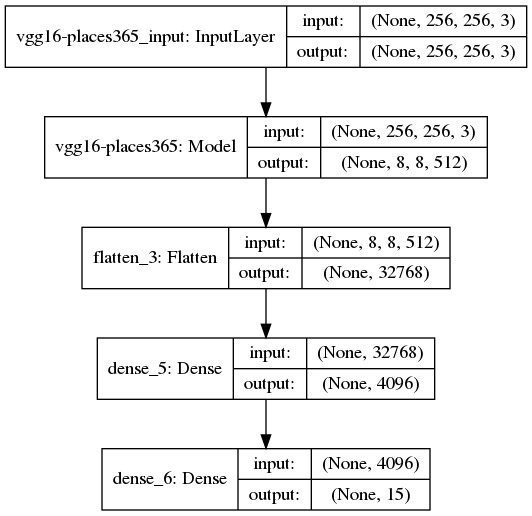 vgg16-places365_input: InputLayer
input: (None, 256, 256, 3)
output: (None, 256, 256, 3)
vgg16-places365: Model
input: (None, 256, 256, 3)
output: (None, 8, 8, 512)
flatten_3: Flatten
input: (None, 8, 8, 512)
output: (None, 32768)
dense_5: Dense
input: (None, 32768)
output: (None, 4096)
dense_6: Dense
input: (None, 4096)
output: (None, 15)